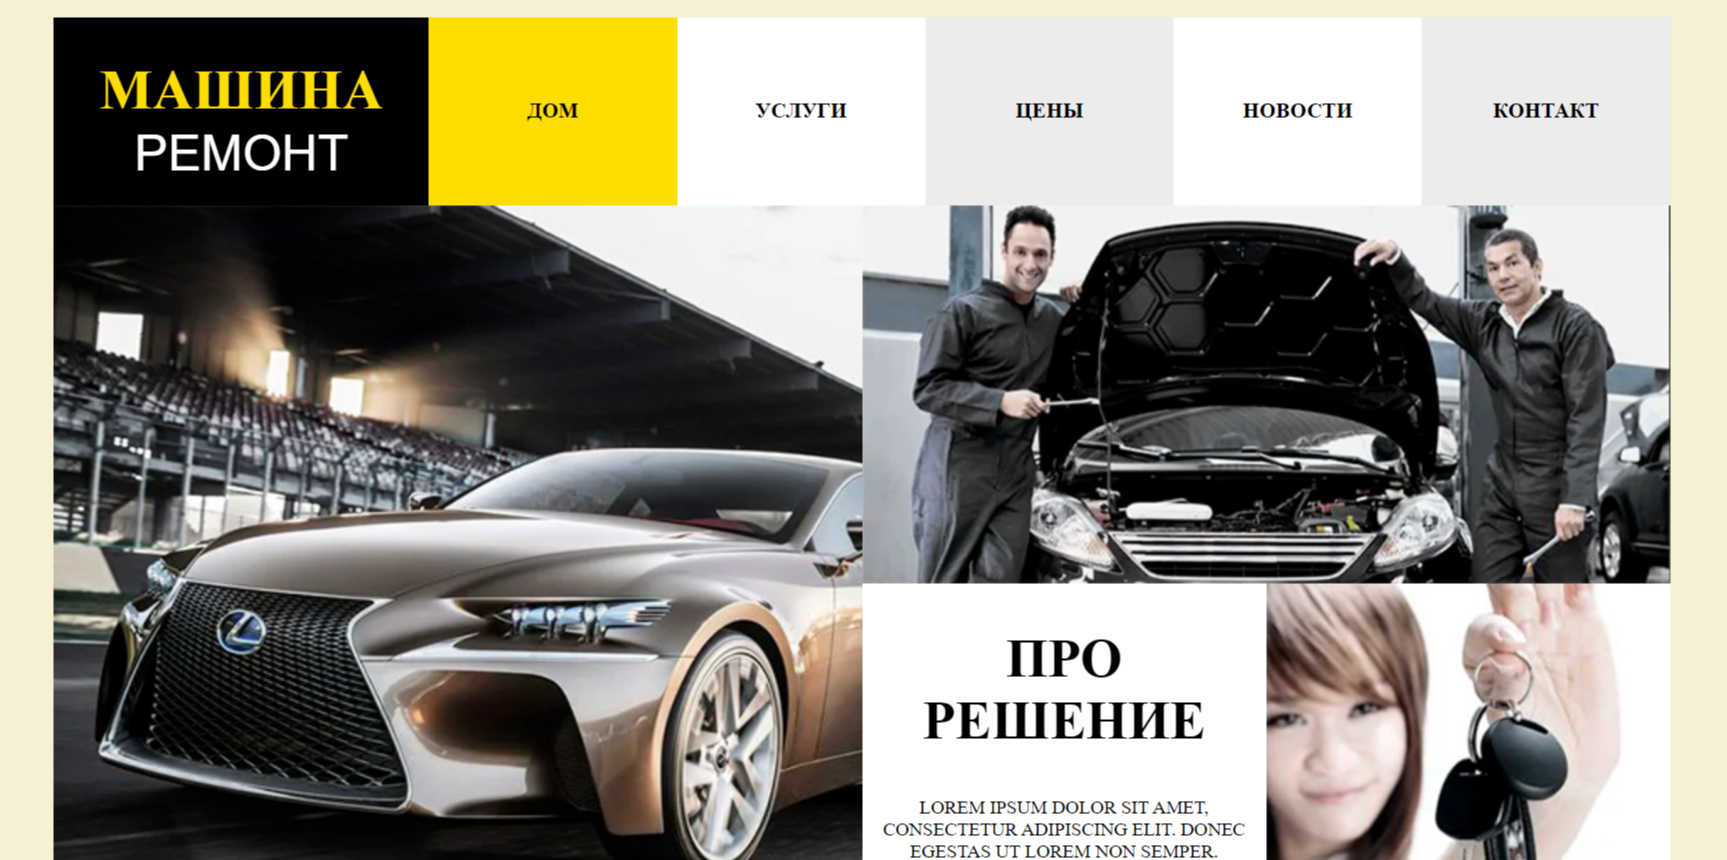 МАШИНА
РЕМОНТ
ДОМ
УСЛУГИ
ЦЕНЫ
НОВОСТИ
КОНТАКТ
ПРО
РЕШЕНИЕ
LOREM IPSUM DOLOR SIT AMET,
CONSECTETUR ADIPISCING ELIT. DONEC
EGESTAS UT LOREM NON SEMPER.